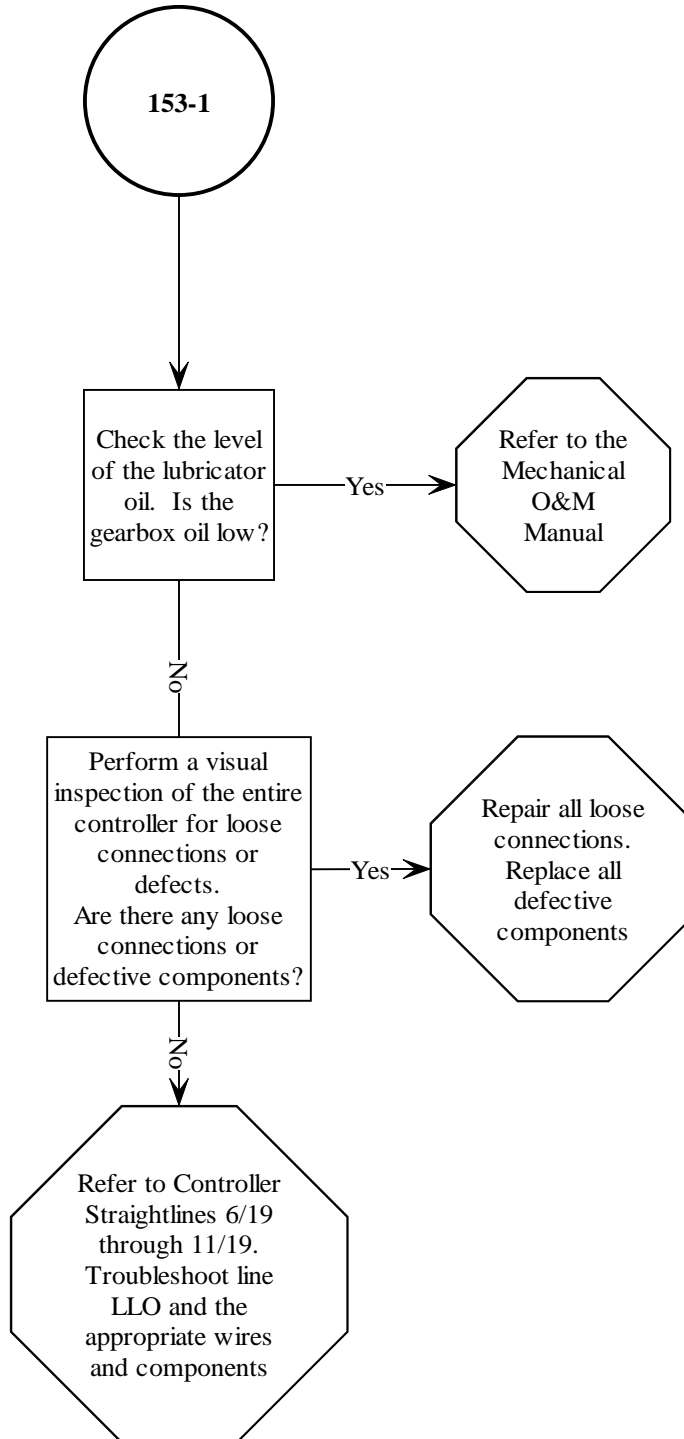 153-1
Check the level
of the lubricator
oil.  Is the
gearbox oil low?
Yes
Refer to the
Mechanical
O&M
Manual
No
Perform a visual
inspection of the entire
controller for loose
connections or
defects.
Are there any loose
connections or
defective components?
Yes
Repair all loose
connections.
Replace all
defective
components
No
Refer to Controller
Straightlines 6/19
through 11/19.
Troubleshoot line
LLO and the
appropriate wires
and components